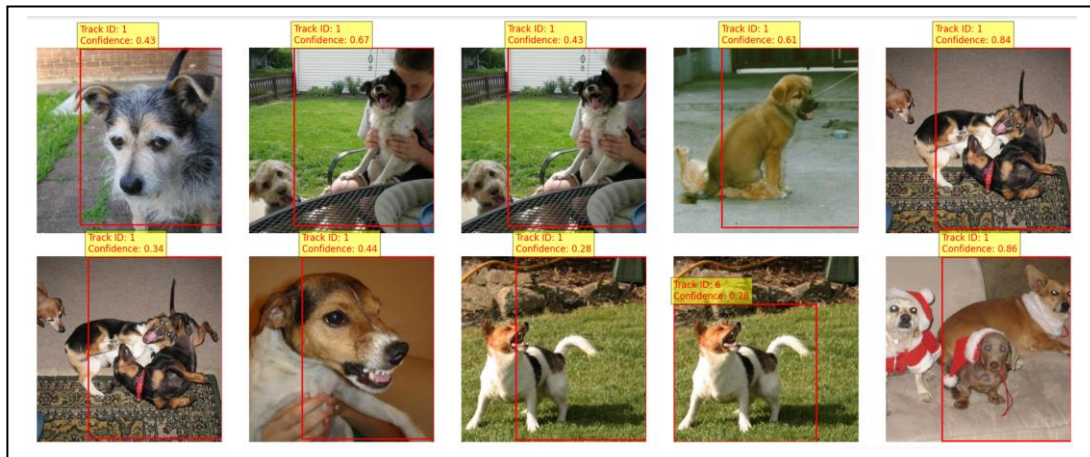 Track ID: 1
Confidence: 0.43
Track ID: 1
Confidence: 0.67
Track ID: 1
Confidence: 0.43
Track ID: 1
Confidence: 0.61
Track ID: 1
Confidence: 0.84
Track ID: 1
Confidence: 0.34
Track ID: 1
Confidence: 0.44
Track ID: 1
Confidence: 0.28
Track ID: 6
Confidence: 0.28
Track ID: 1
Confidence: 0.86